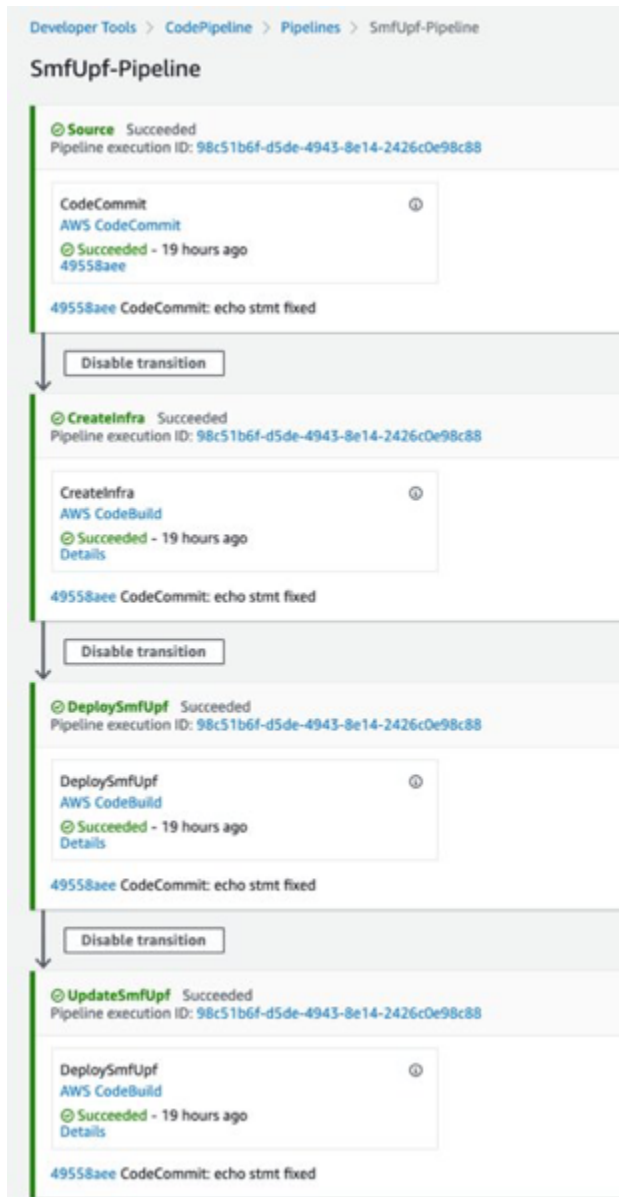 Developer Tools > CodePipeline > Pipelines > SmfUpf-Pipeline
SmfUpf-Pipeline
Source Succeeded
Pipeline execution ID: 98c51b6f-d5de-4943-8e14-2426c0e98c88
CodeCommit
AWS CodeCommit
Succeeded - 19 hours ago
49558aee
49558aee CodeCommit: echo stmt fixed
Disable transition
CreateInfra Succeeded
Pipeline execution ID: 98c51b6f-d5de-4943-8e14-2426c0e98c88
CreateInfra
AWS CodeBuild
Succeeded - 19 hours ago
Details
49558aee CodeCommit: echo stmt fixed
Disable transition
DeploySmfUpf Succeeded
Pipeline execution ID: 98c51b6f-d5de-4943-8e14-2426c0e98c88
DeploySmfUpf
AWS CodeBuild
Succeeded - 19 hours ago
Details
49558aee CodeCommit: echo stmt fixed
Disable transition
UpdateSmfUpf Succeeded
Pipeline execution ID: 98c51b6f-d5de-4943-8e14-2426c0e98c88
DeploySmfUpf
AWS CodeBuild
Succeeded - 19 hours ago
Details
49558aee CodeCommit: echo stmt fixed